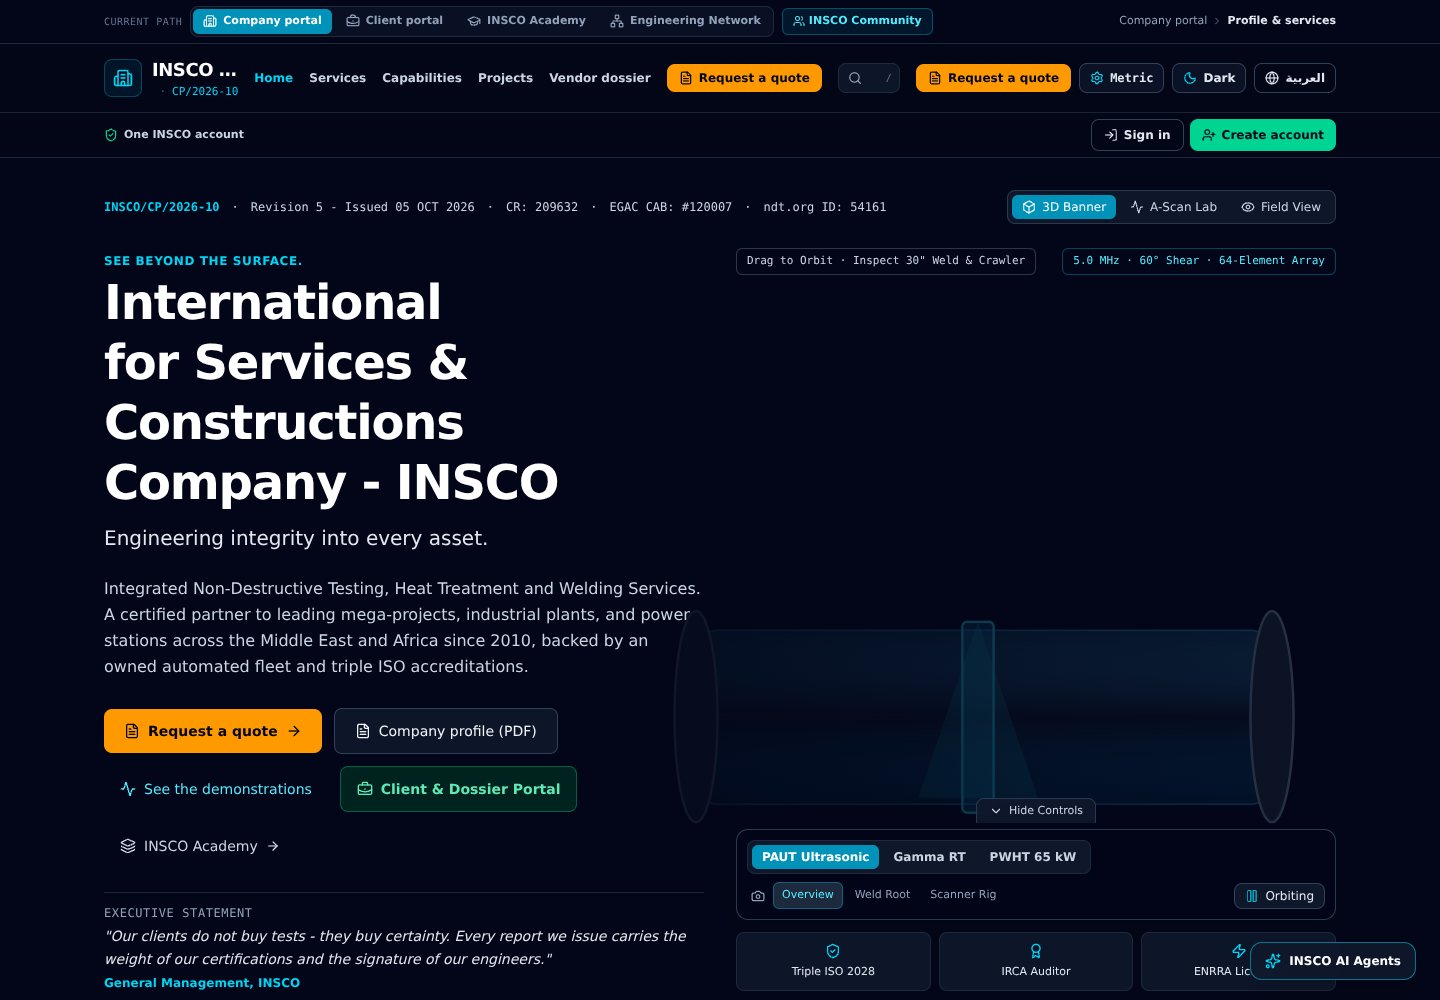 CURRENT PATH Company portal Client portal INSCO Academy Engineering Network INSCO Community Company portal Profile & services
INSCO ...
· CP/2026-10
Home Services Capabilities Projects Vendor dossier Request a quote / Request a quote Metric Dark العربية
One INSCO account Sign in Create account
INSCO/CP/2026-10 · Revision 5 - Issued 05 OCT 2026 · CR: 209632 · EGAC CAB: #120007 · ndt.org ID: 54161
3D Banner A-Scan Lab Field View
SEE BEYOND THE SURFACE.
International
for Services &
Constructions
Company - INSCO
Engineering integrity into every asset.
Integrated Non-Destructive Testing, Heat Treatment and Welding Services.
A certified partner to leading mega-projects, industrial plants, and power
stations across the Middle East and Africa since 2010, backed by an
owned automated fleet and triple ISO accreditations.
Request a quote Company profile (PDF)
See the demonstrations Client & Dossier Portal
INSCO Academy
EXECUTIVE STATEMENT
"Our clients do not buy tests - they buy certainty. Every report we issue carries the
weight of our certifications and the signature of our engineers."
General Management, INSCO
Drag to Orbit · Inspect 30" Weld & Crawler
5.0 MHz · 60° Shear · 64-Element Array
Hide Controls
PAUT Ultrasonic Gamma RT PWHT 65 kW
Overview Weld Root Scanner Rig Orbiting
Triple ISO 2028 IRCA Auditor ENRRA
INSCO AI Agents